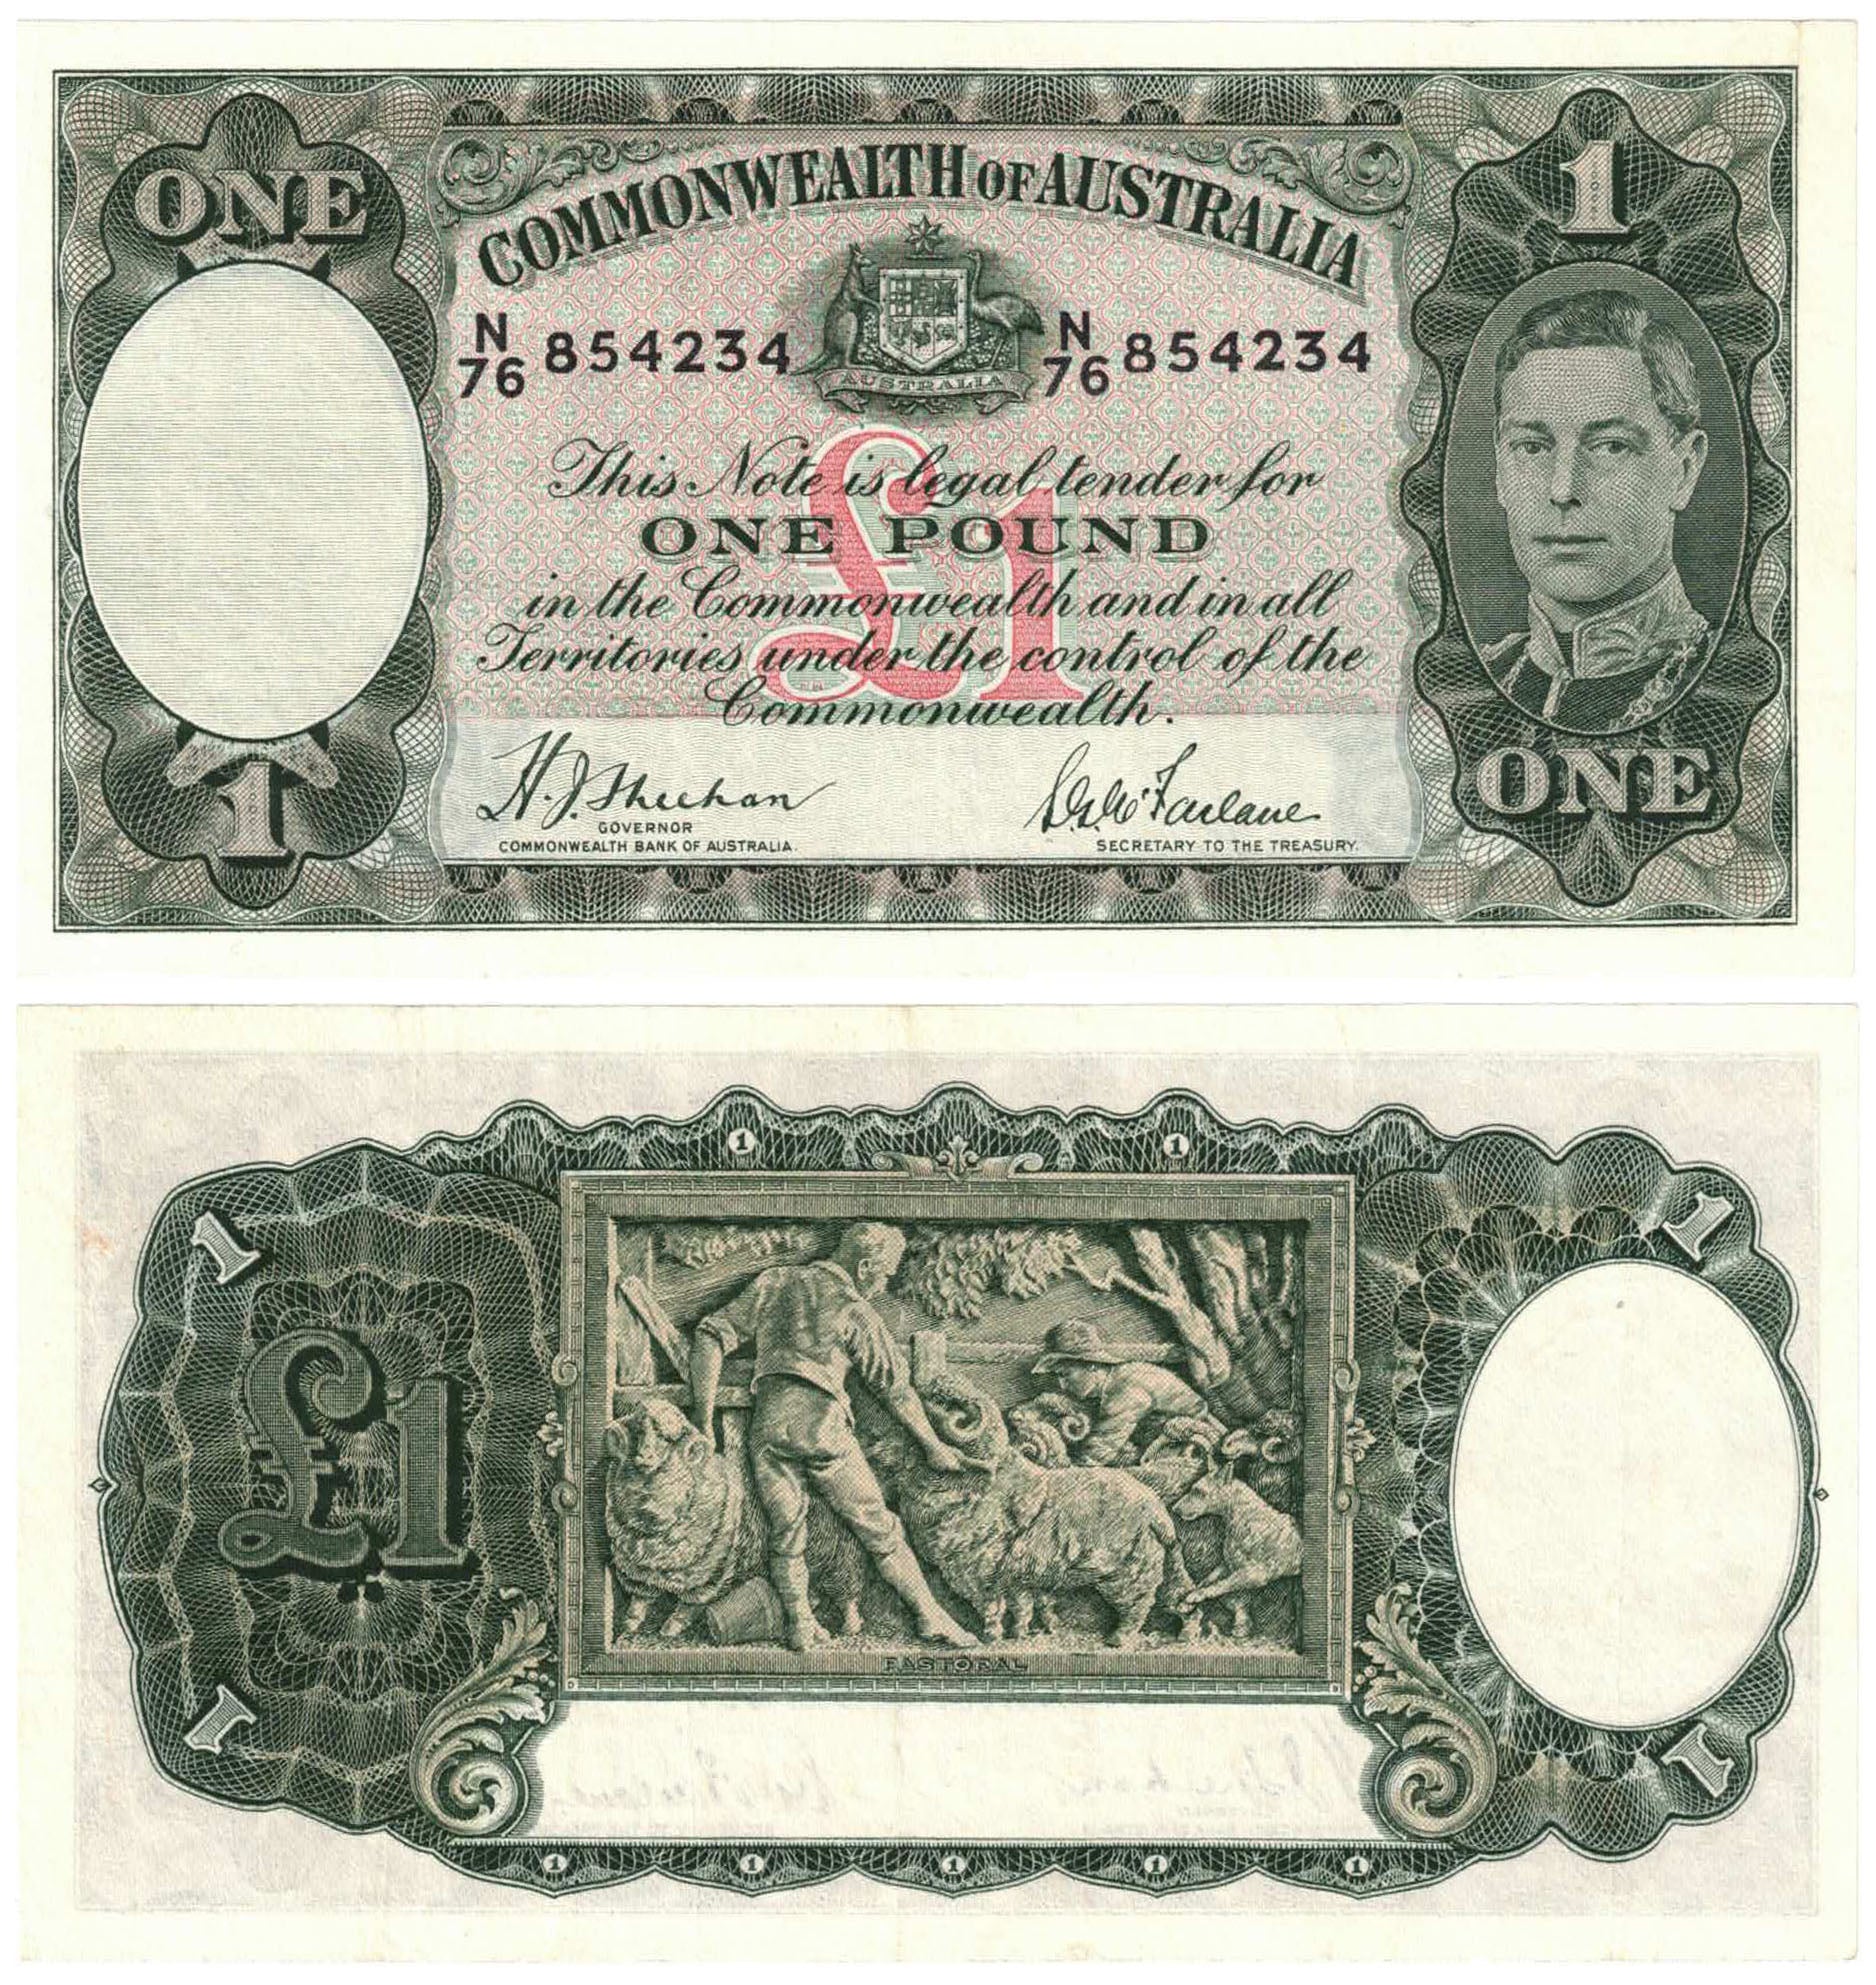 ONE
1
COMMONWEALTH OF AUSTRALIA
N
76 854234
N
76 854234
AUSTRALIA
£1
This Note is legal tender for
ONE POUND
in the Commonwealth and in all
Territories under the control of the
Commonwealth.
H. J. Sheehan
GOVERNOR
COMMONWEALTH BANK OF AUSTRALIA.
S. G. McFarlane
SECRETARY TO THE TREASURY.
1
ONE
1 1
1 1
£1
PASTORAL
1 1
1 1 1 1 1